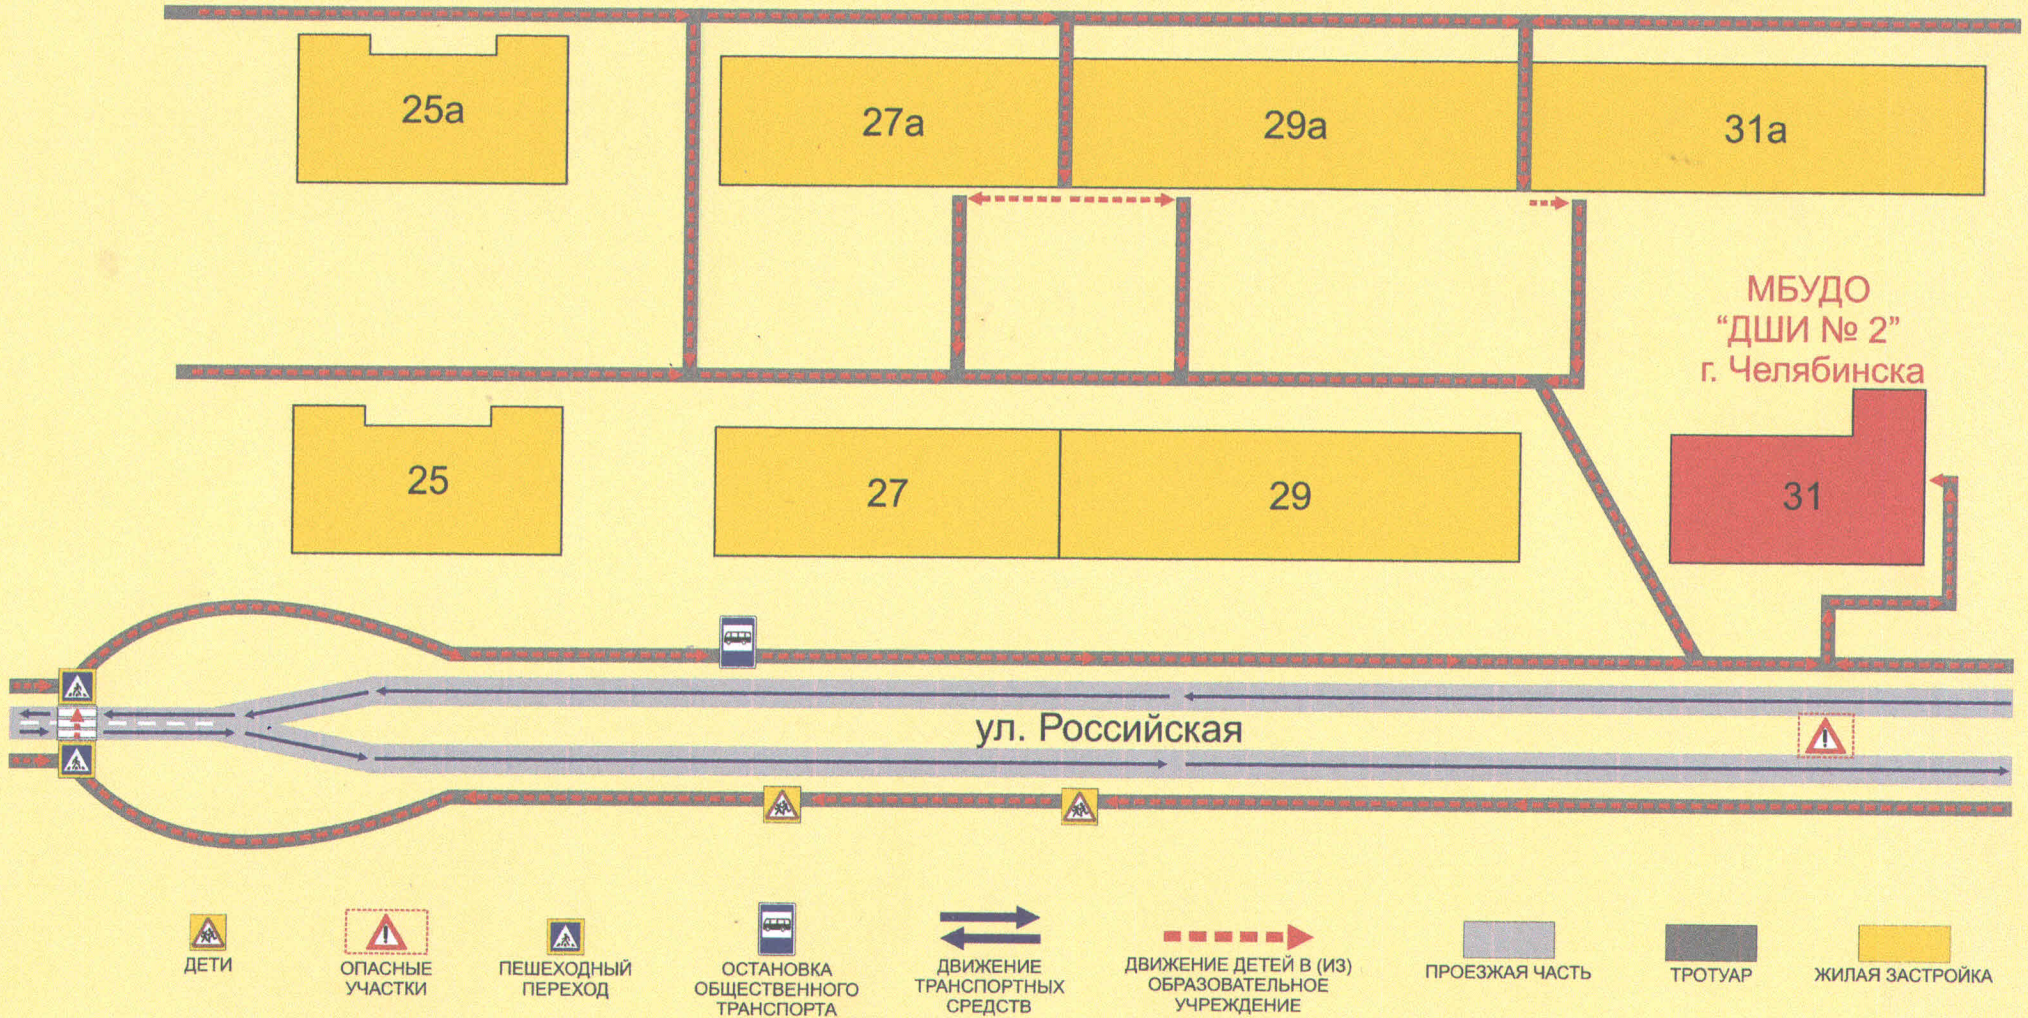 25а
27а
29а
31а
МБУДО
“ДШИ № 2”
г. Челябинска
25
27
29
31
ул. Российская
ДЕТИ
ОПАСНЫЕ
УЧАСТКИ
ПЕШЕХОДНЫЙ
ПЕРЕХОД
ОСТАНОВКА
ОБЩЕСТВЕННОГО
ТРАНСПОРТА
ДВИЖЕНИЕ
ТРАНСПОРТНЫХ
СРЕДСТВ
ДВИЖЕНИЕ ДЕТЕЙ В (ИЗ)
ОБРАЗОВАТЕЛЬНОЕ
УЧРЕЖДЕНИЕ
ПРОЕЗЖАЯ ЧАСТЬ
ТРОТУАР
ЖИЛАЯ ЗАСТРОЙКА